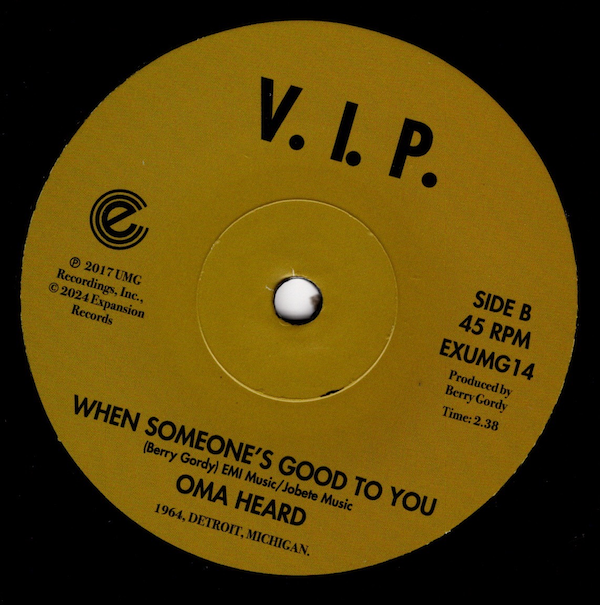 V.I.P.
e
℗ 2017 UMG
Recordings, Inc.,
© 2024 Expansion
Records
SIDE B
45 RPM
EXUMG14
Produced by
Berry Gordy
Time: 2.38
WHEN SOMEONE'S GOOD TO YOU
(Berry Gordy) EMI Music/Jobete Music
OMA HEARD
1964, DETROIT, MICHIGAN.